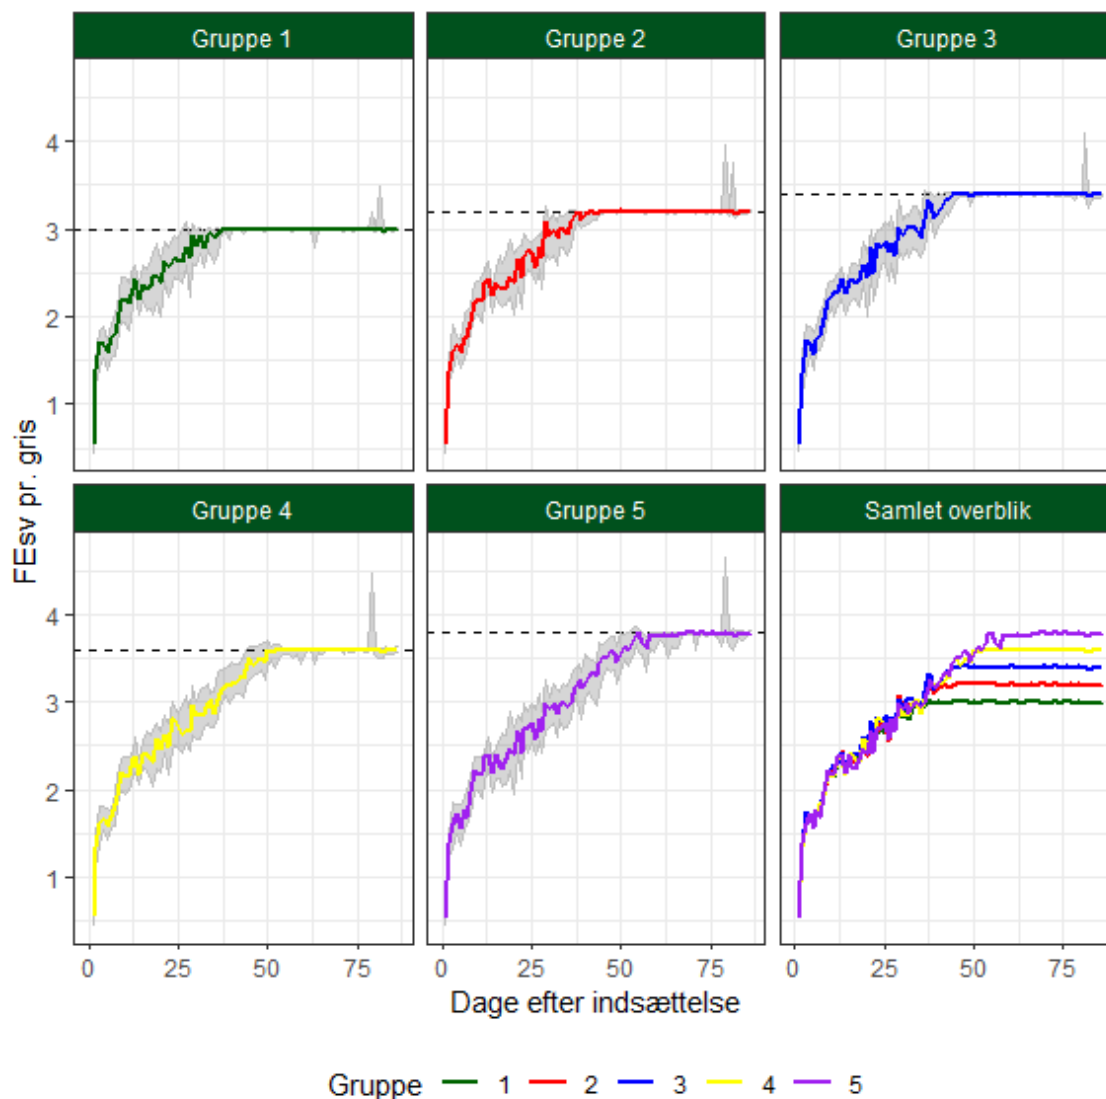 Gruppe 1
Gruppe 2
Gruppe 3
4
3
2
1
Gruppe 4
Gruppe 5
Samlet overblik
4
3
2
1
FEsv pr. gris
0 25 50 75
0 25 50 75
0 25 50 75
Dage efter indsættelse
Gruppe 1 2 3 4 5